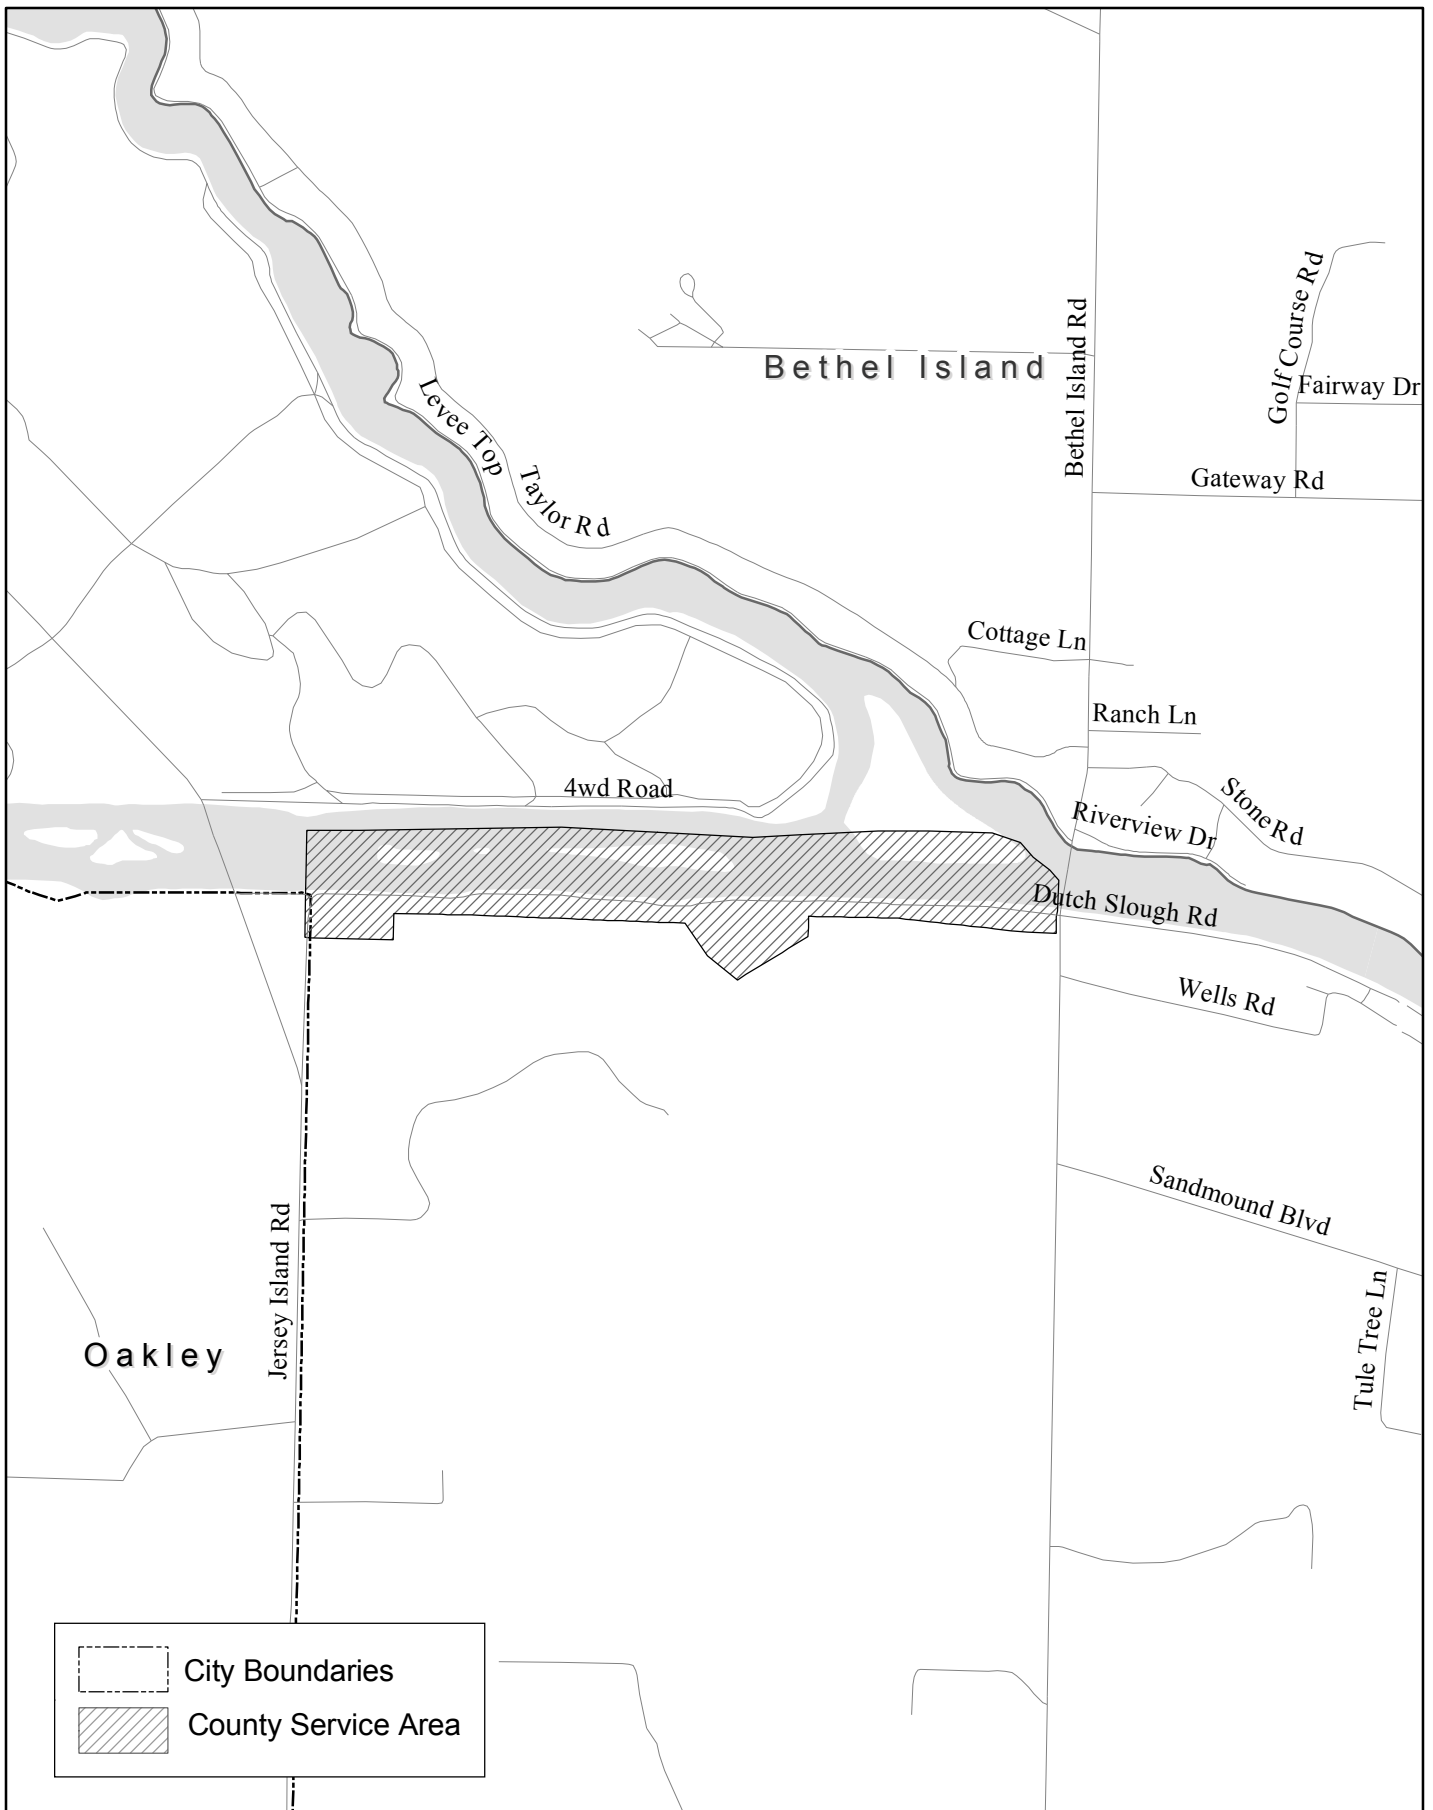 Golf Course Rd
Bethel Island Rd
Bethel Island
Fairway Dr
Levee Top
Gateway Rd
Taylor Rd
Cottage Ln
Ranch Ln
4wd Road
Stone Rd
Riverview Dr
Dutch Slough Rd
Wells Rd
Sandmound Blvd
Jersey Island Rd
Tule Tree Ln
Oakley
City Boundaries
County Service Area